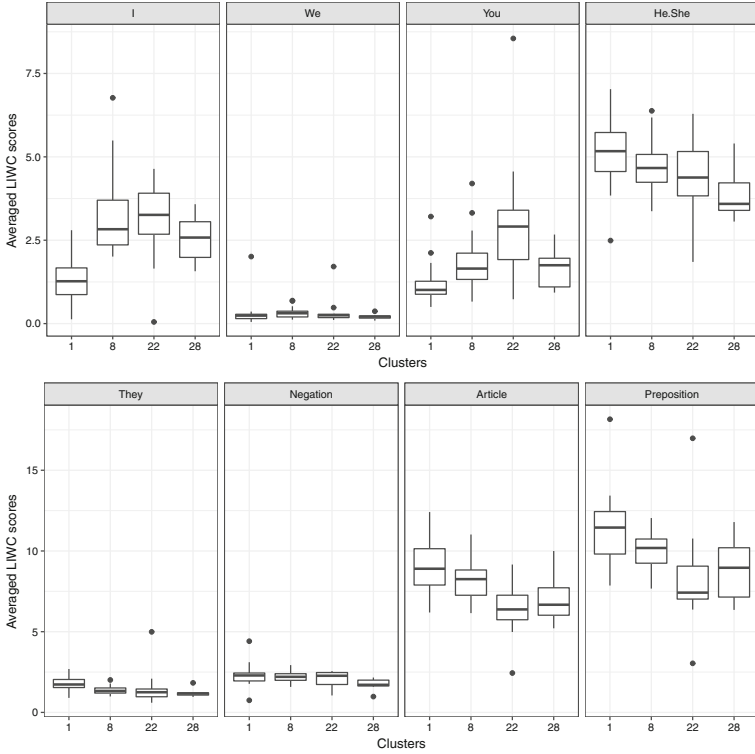 I We You He.She
7.5
5.0
2.5
0.0
Averaged LIWC scores
1 8 22 28 1 8 22 28 1 8 22 28 1 8 22 28
Clusters
They Negation Article Preposition
15
10
5
0
Averaged LIWC scores
1 8 22 28 1 8 22 28 1 8 22 28 1 8 22 28
Clusters